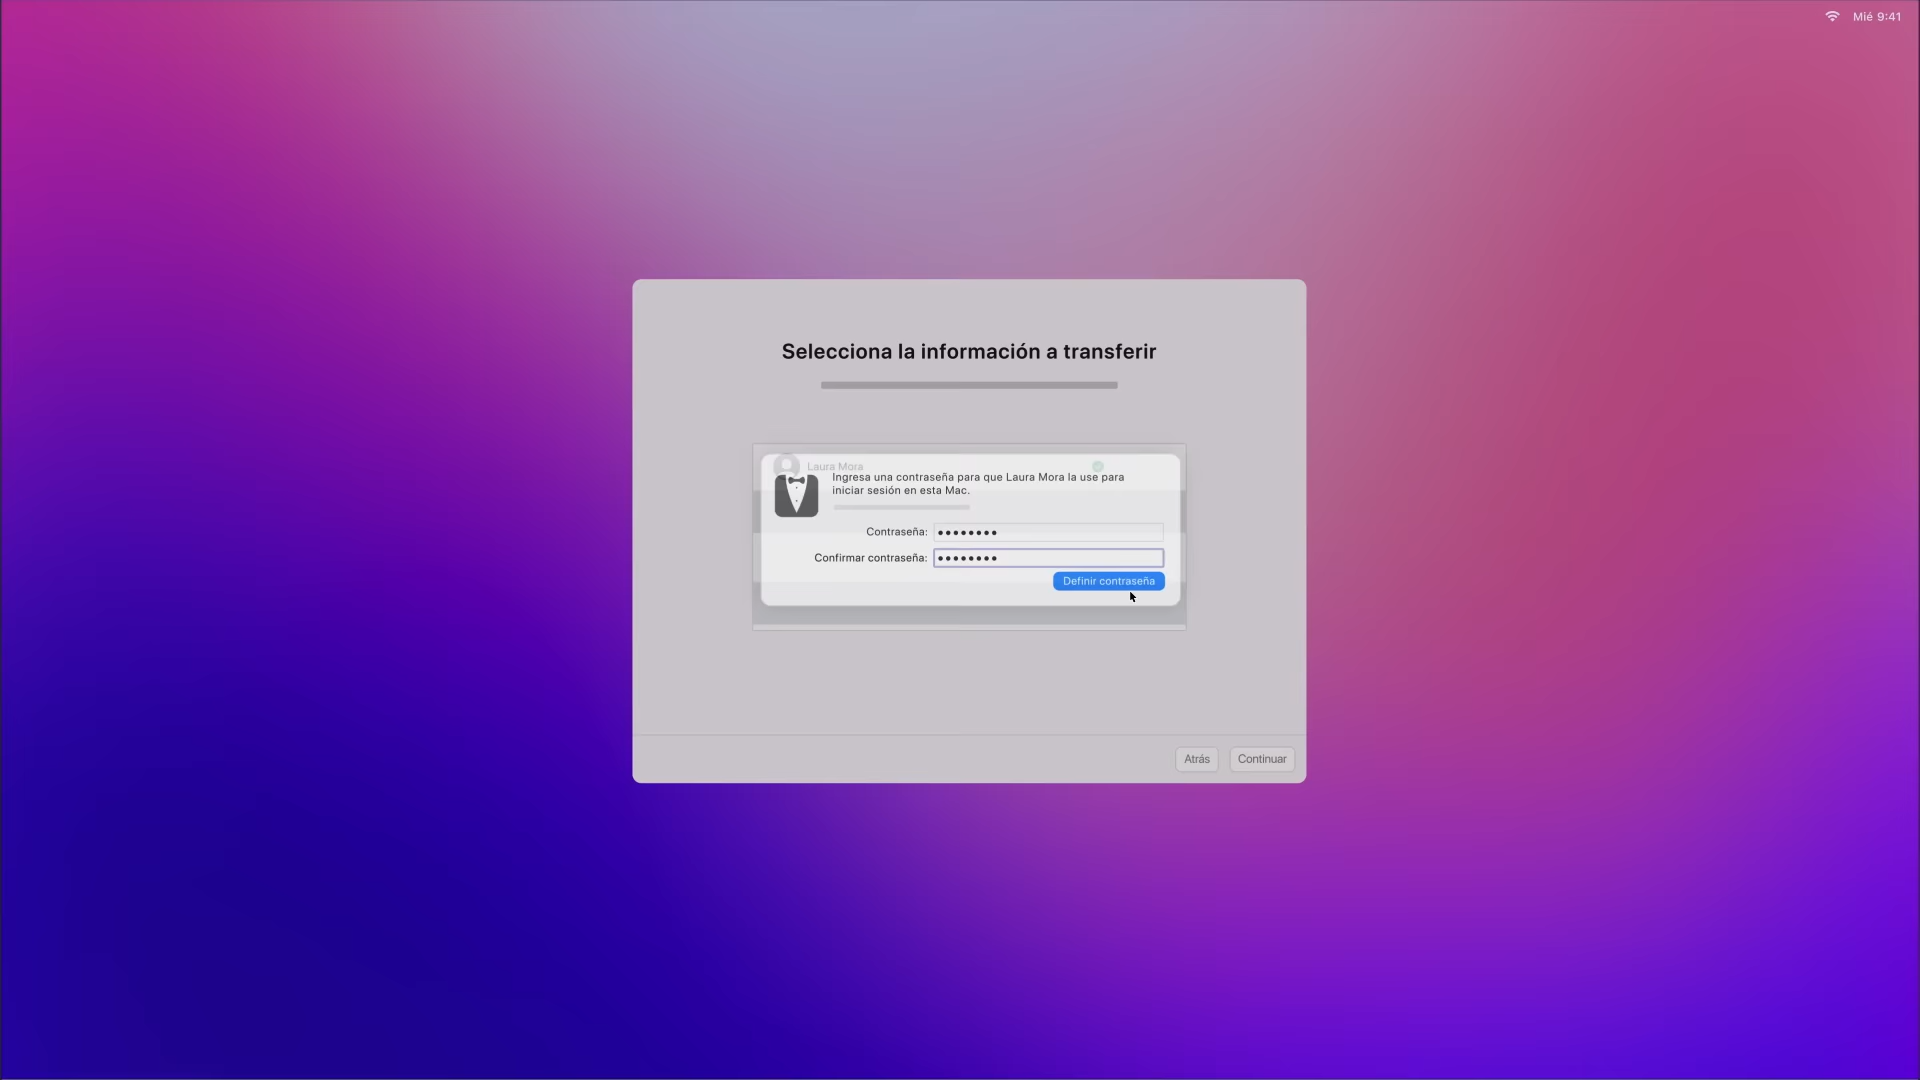 Mié 9:41
Selecciona la información a transferir
Laura Mora
Ingresa una contraseña para que Laura Mora la use para
iniciar sesión en esta Mac.
Contraseña: ••••••••
Confirmar contraseña: ••••••••
Definir contraseña
Atrás Continuar